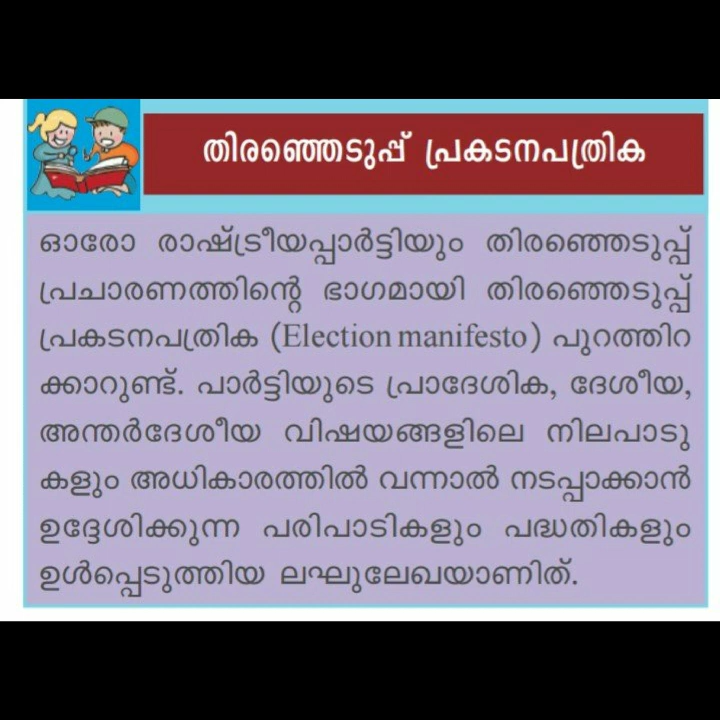 തിരഞ്ഞെടുപ്പ് പ്രകടനപത്രിക
ഓരോ രാഷ്ട്രീയപ്പാർട്ടിയും തിരഞ്ഞെടുപ്പ്
പ്രചാരണത്തിന്റെ ഭാഗമായി തിരഞ്ഞെടുപ്പ്
പ്രകടനപത്രിക (Election manifesto) പുറത്തിറ
ക്കാറുണ്ട്. പാർട്ടിയുടെ പ്രാദേശിക, ദേശീയ,
അന്തർദേശീയ വിഷയങ്ങളിലെ നിലപാടു
കളും അധികാരത്തിൽ വന്നാൽ നടപ്പാക്കാൻ
ഉദ്ദേശിക്കുന്ന പരിപാടികളും പദ്ധതികളും
ഉൾപ്പെടുത്തിയ ലഘുലേഖയാണിത്.